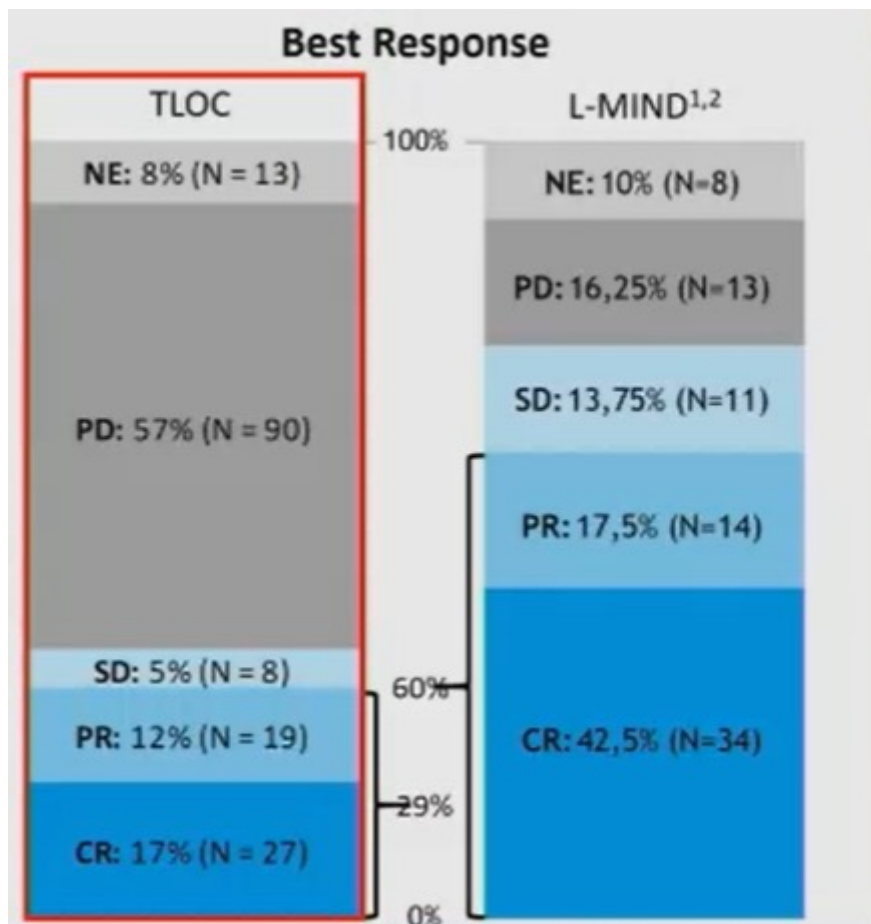 Best Response
TLOC
NE: 8% (N = 13)
PD: 57% (N = 90)
SD: 5% (N = 8)
PR: 12% (N = 19)
CR: 17% (N = 27)
100%
60%
29%
0%
L-MIND1,2
NE: 10% (N=8)
PD: 16,25% (N=13)
SD: 13,75% (N=11)
PR: 17,5% (N=14)
CR: 42,5% (N=34)